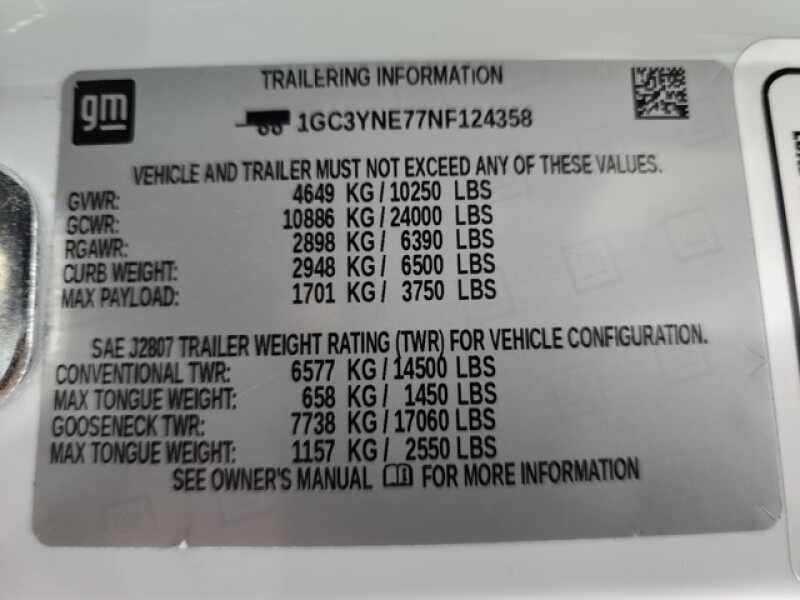 gm
TRAILERING INFORMATION
1GC3YNE77NF124358
VEHICLE AND TRAILER MUST NOT EXCEED ANY OF THESE VALUES.
GVWR: 4649 KG / 10250 LBS
GCWR: 10886 KG / 24000 LBS
RGAWR: 2898 KG / 6390 LBS
CURB WEIGHT: 2948 KG / 6500 LBS
MAX PAYLOAD: 1701 KG / 3750 LBS
SAE J2807 TRAILER WEIGHT RATING (TWR) FOR VEHICLE CONFIGURATION.
CONVENTIONAL TWR: 6577 KG / 14500 LBS
MAX TONGUE WEIGHT: 658 KG / 1450 LBS
GOOSENECK TWR: 7738 KG / 17060 LBS
MAX TONGUE WEIGHT: 1157 KG / 2550 LBS
SEE OWNER'S MANUAL FOR MORE INFORMATION